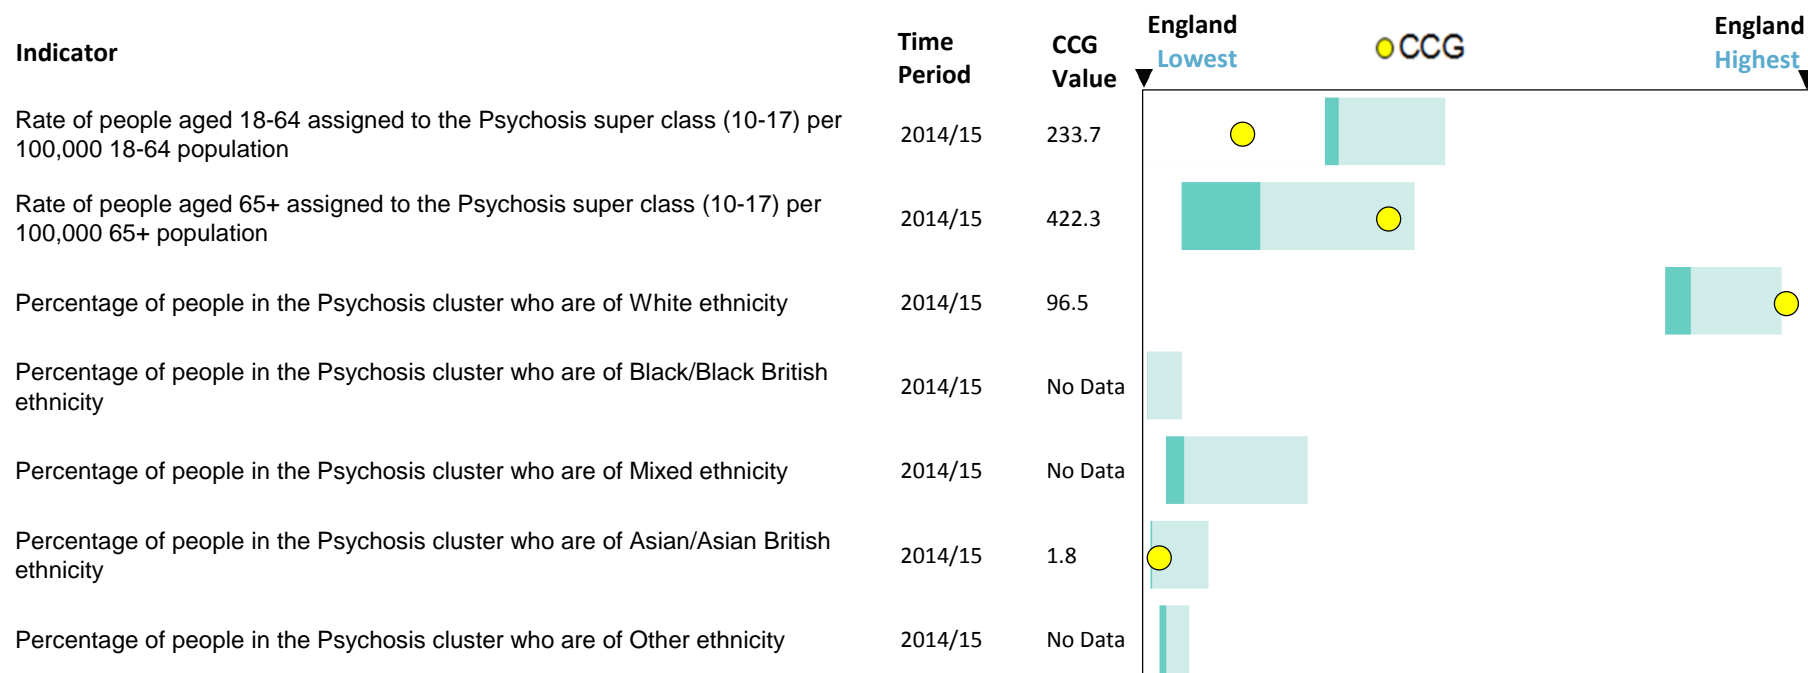 Indicator
Time
Period
CCG
Value
England
Lowest
CCG
England
Highest
Rate of people aged 18-64 assigned to the Psychosis super class (10-17) per
100,000 18-64 population
2014/15
233.7
Rate of people aged 65+ assigned to the Psychosis super class (10-17) per
100,000 65+ population
2014/15
422.3
Percentage of people in the Psychosis cluster who are of White ethnicity
2014/15
96.5
Percentage of people in the Psychosis cluster who are of Black/Black British
ethnicity
2014/15
No Data
Percentage of people in the Psychosis cluster who are of Mixed ethnicity
2014/15
No Data
Percentage of people in the Psychosis cluster who are of Asian/Asian British
ethnicity
2014/15
1.8
Percentage of people in the Psychosis cluster who are of Other ethnicity
2014/15
No Data